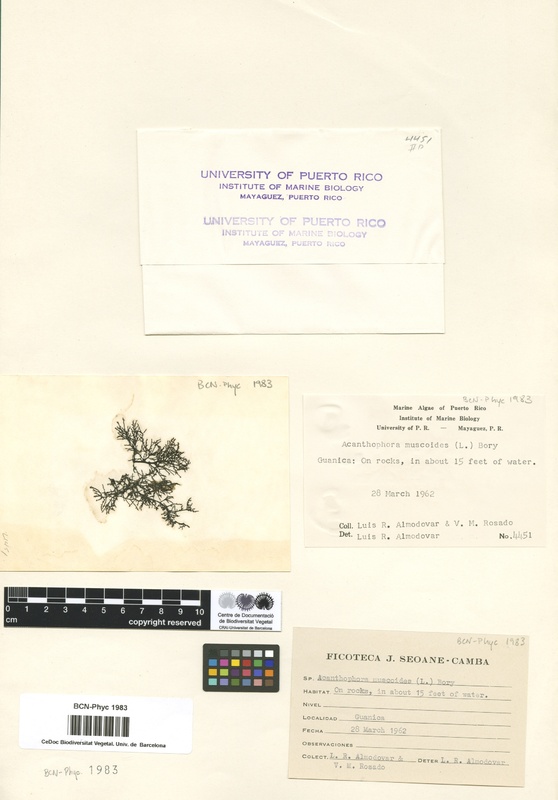 4451
UNIVERSITY OF PUERTO RICO
INSTITUTE OF MARINE BIOLOGY
MAYAGUEZ, PUERTO RICO
UNIVERSITY OF PUERTO RICO
INSTITUTE OF MARINE BIOLOGY
MAYAGUEZ, PUERTO RICO
BCN-Phyc 1983
BCN-Phyc 1983
Marine Algae of Puerto Rico
Institute of Marine Biology
University of P. R. — Mayaguez, P. R.
Acanthophora muscoides (L.) Bory
Guanica: On rocks, in about 15 feet of water.
28 March 1962
Coll. Luis R. Almodovar & V. M. Rosado
Det. Luis R. Almodovar No. 4451
0 1 2 3 4 5 6 7 8 9 10
cm copyright reserved
Centre de Documentació
de Biodiversitat Vegetal
CRAI-Universitat de Barcelona
BCN-Phyc 1983
CeDoc Biodiversitat Vegetal. Univ. de Barcelona
BCN-Phyc 1983
BCN-Phyc 1983
FICOTECA J. SEOANE-CAMBA
SP. Acanthophora muscoides (L.) Bory
HABITAT On rocks, in about 15 feet of water.
NIVEL
LOCALIDAD Guanica
FECHA 28 March 1962
OBSERVACIONES
COLECT. L. R. Almodovar & DETER L. R. Almodovar
V. M. Rosado